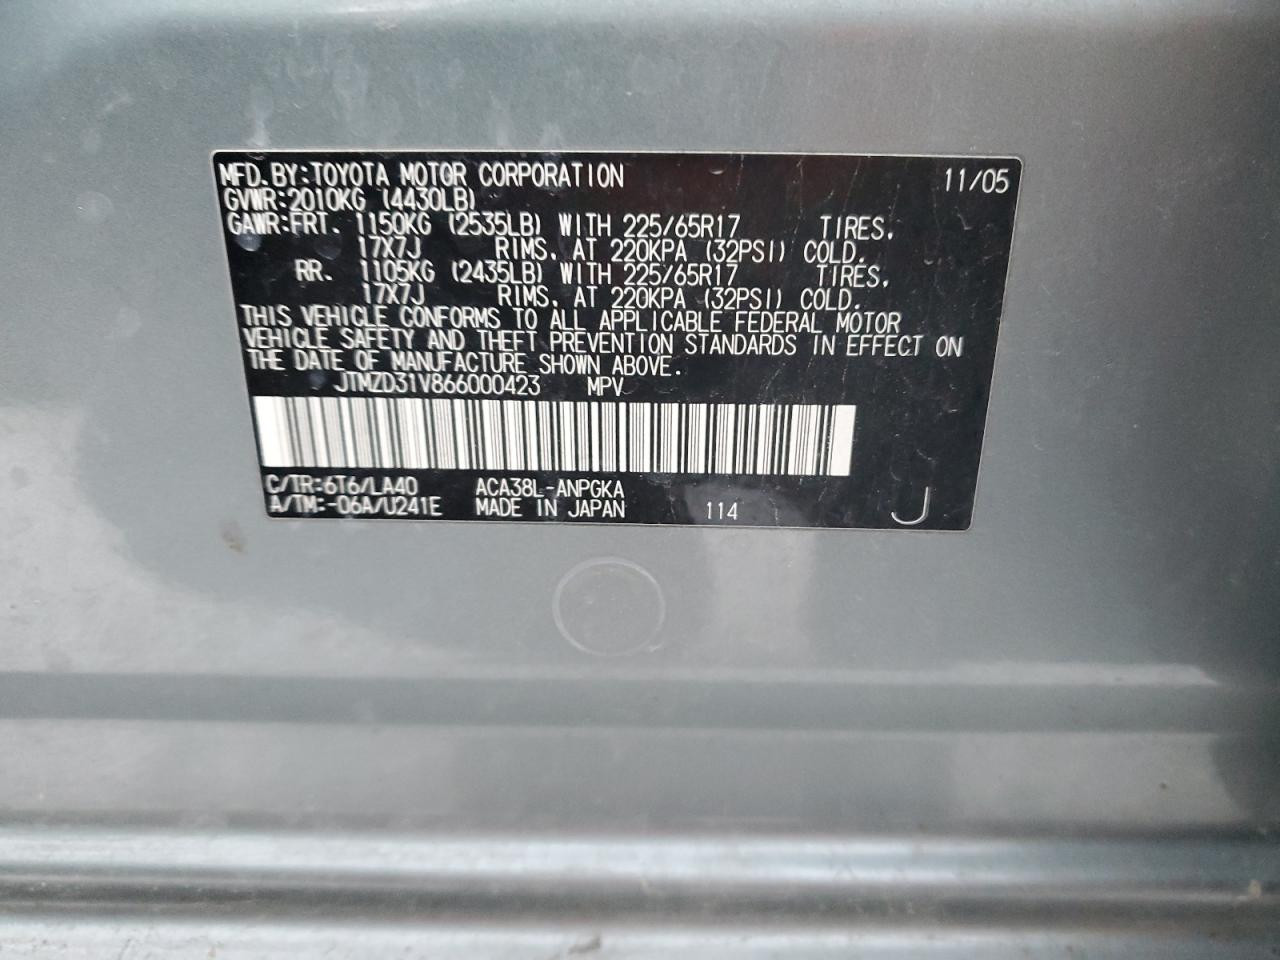 MFD.BY:TOYOTA MOTOR CORPORATION 11/05
GVWR:2010KG (4430LB)
GAWR:FRT. 1150KG (2535LB) WITH 225/65R17 TIRES,
17X7J RIMS, AT 220KPA (32PSI) COLD.
RR. 1105KG (2435LB) WITH 225/65R17 TIRES,
17X7J RIMS, AT 220KPA (32PSI) COLD.
THIS VEHICLE CONFORMS TO ALL APPLICABLE FEDERAL MOTOR
VEHICLE SAFETY AND THEFT PREVENTION STANDARDS IN EFFECT ON
THE DATE OF MANUFACTURE SHOWN ABOVE.
JTMZD31V866000423 MPV
C/TR:6T6/LA40 ACA38L-ANPGKA
A/TM:-06A/U241E MADE IN JAPAN 114 J